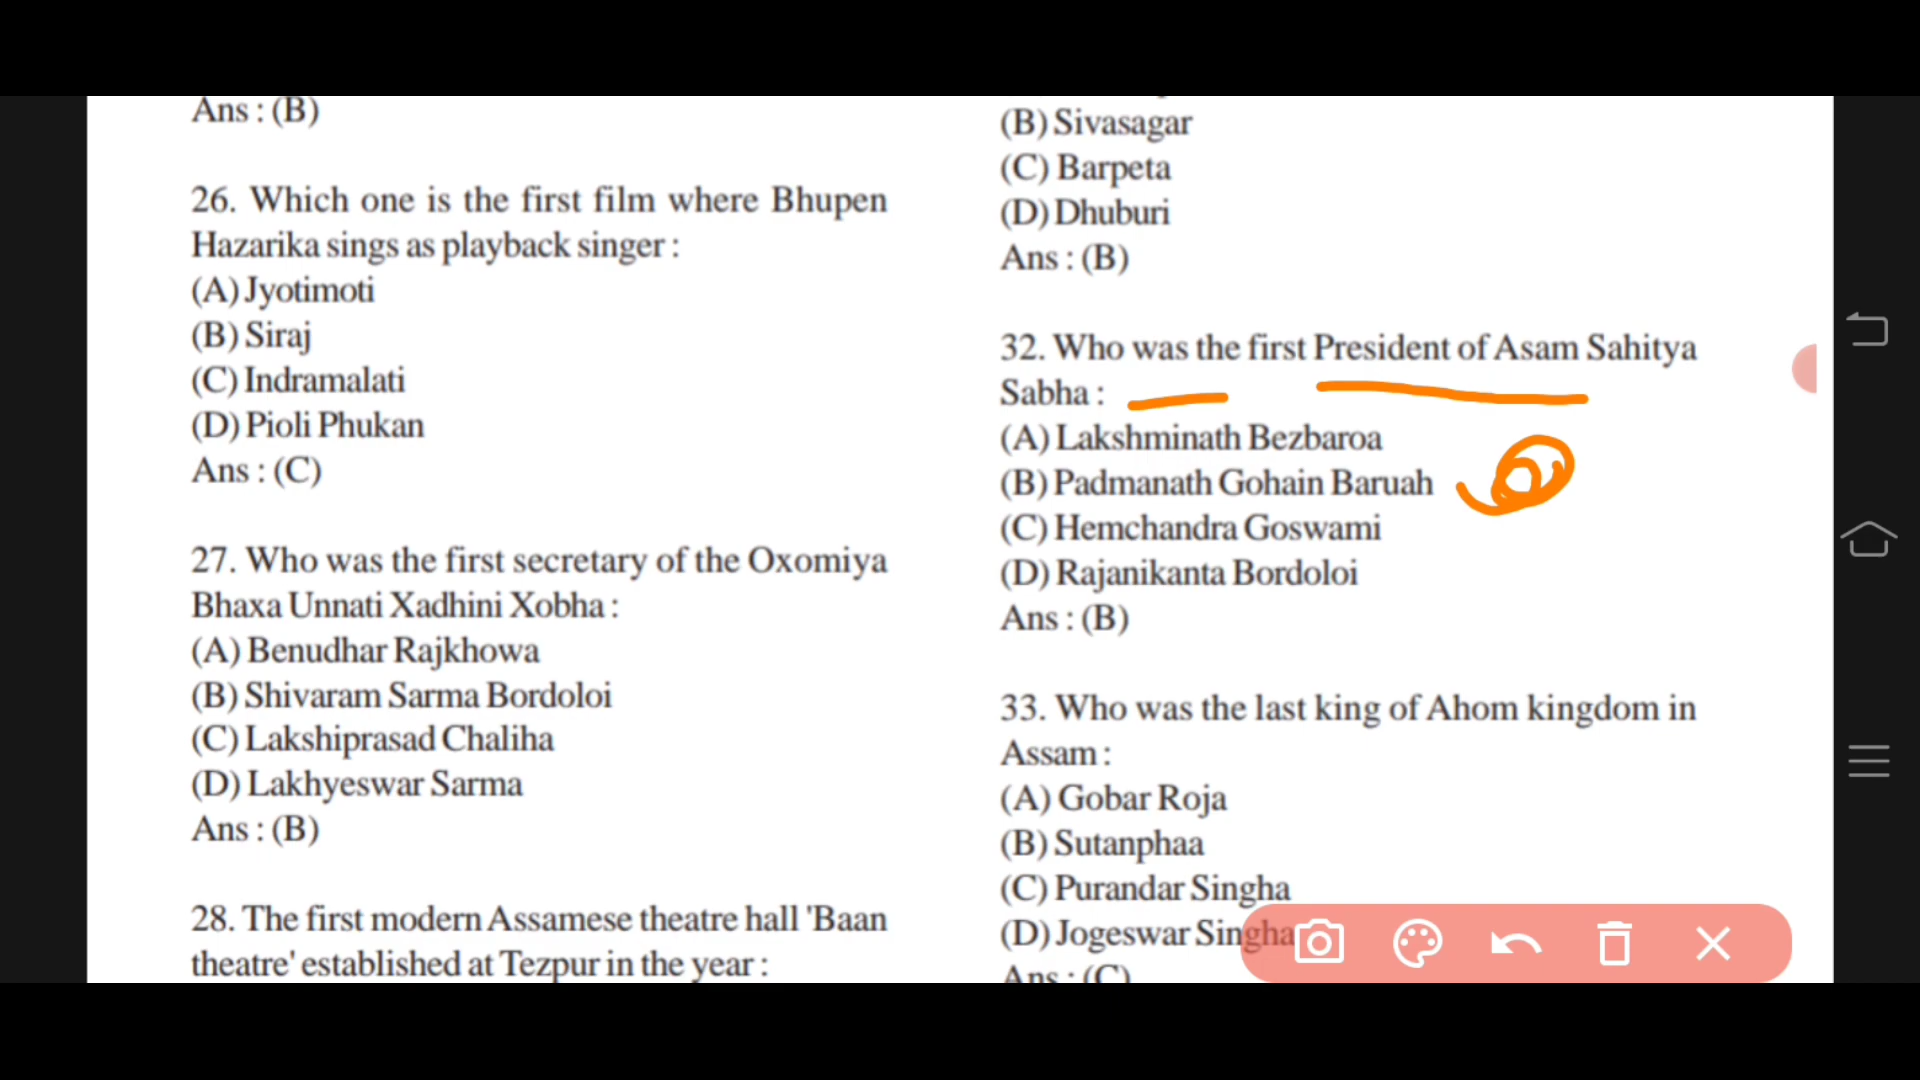 Ans : (B)
26. Which one is the first film where Bhupen
Hazarika sings as playback singer :
(A) Jyotimoti
(B) Siraj
(C) Indramalati
(D) Pioli Phukan
Ans : (C)
27. Who was the first secretary of the Oxomiya
Bhaxa Unnati Xadhini Xobha :
(A) Benudhar Rajkhowa
(B) Shivaram Sarma Bordoloi
(C) Lakshiprasad Chaliha
(D) Lakhyeswar Sarma
Ans : (B)
28. The first modern Assamese theatre hall 'Baan
theatre' established at Tezpur in the year :
(B) Sivasagar
(C) Barpeta
(D) Dhuburi
Ans : (B)
32. Who was the first President of Asam Sahitya
Sabha :
(A) Lakshminath Bezbaroa
(B) Padmanath Gohain Baruah
(C) Hemchandra Goswami
(D) Rajanikanta Bordoloi
Ans : (B)
33. Who was the last king of Ahom kingdom in
Assam :
(A) Gobar Roja
(B) Sutanphaa
(C) Purandar Singha
(D) Jogeswar Singha
Ans : (C)